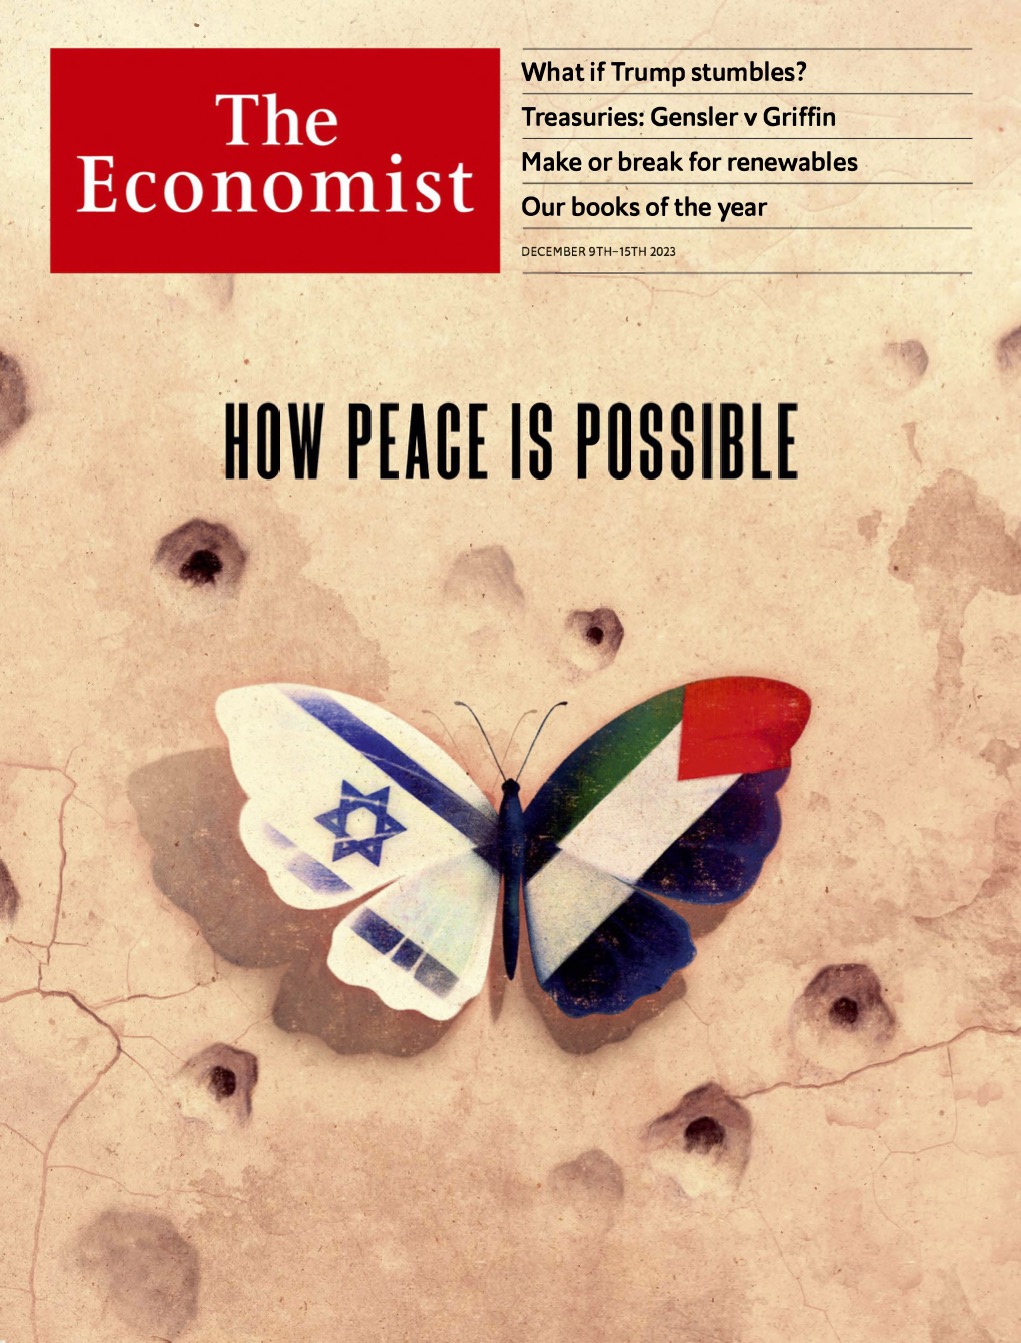 The
Economist
What if Trump stumbles?
Treasuries: Gensler v Griffin
Make or break for renewables
Our books of the year
DECEMBER 9TH–15TH 2023
HOW PEACE IS POSSIBLE